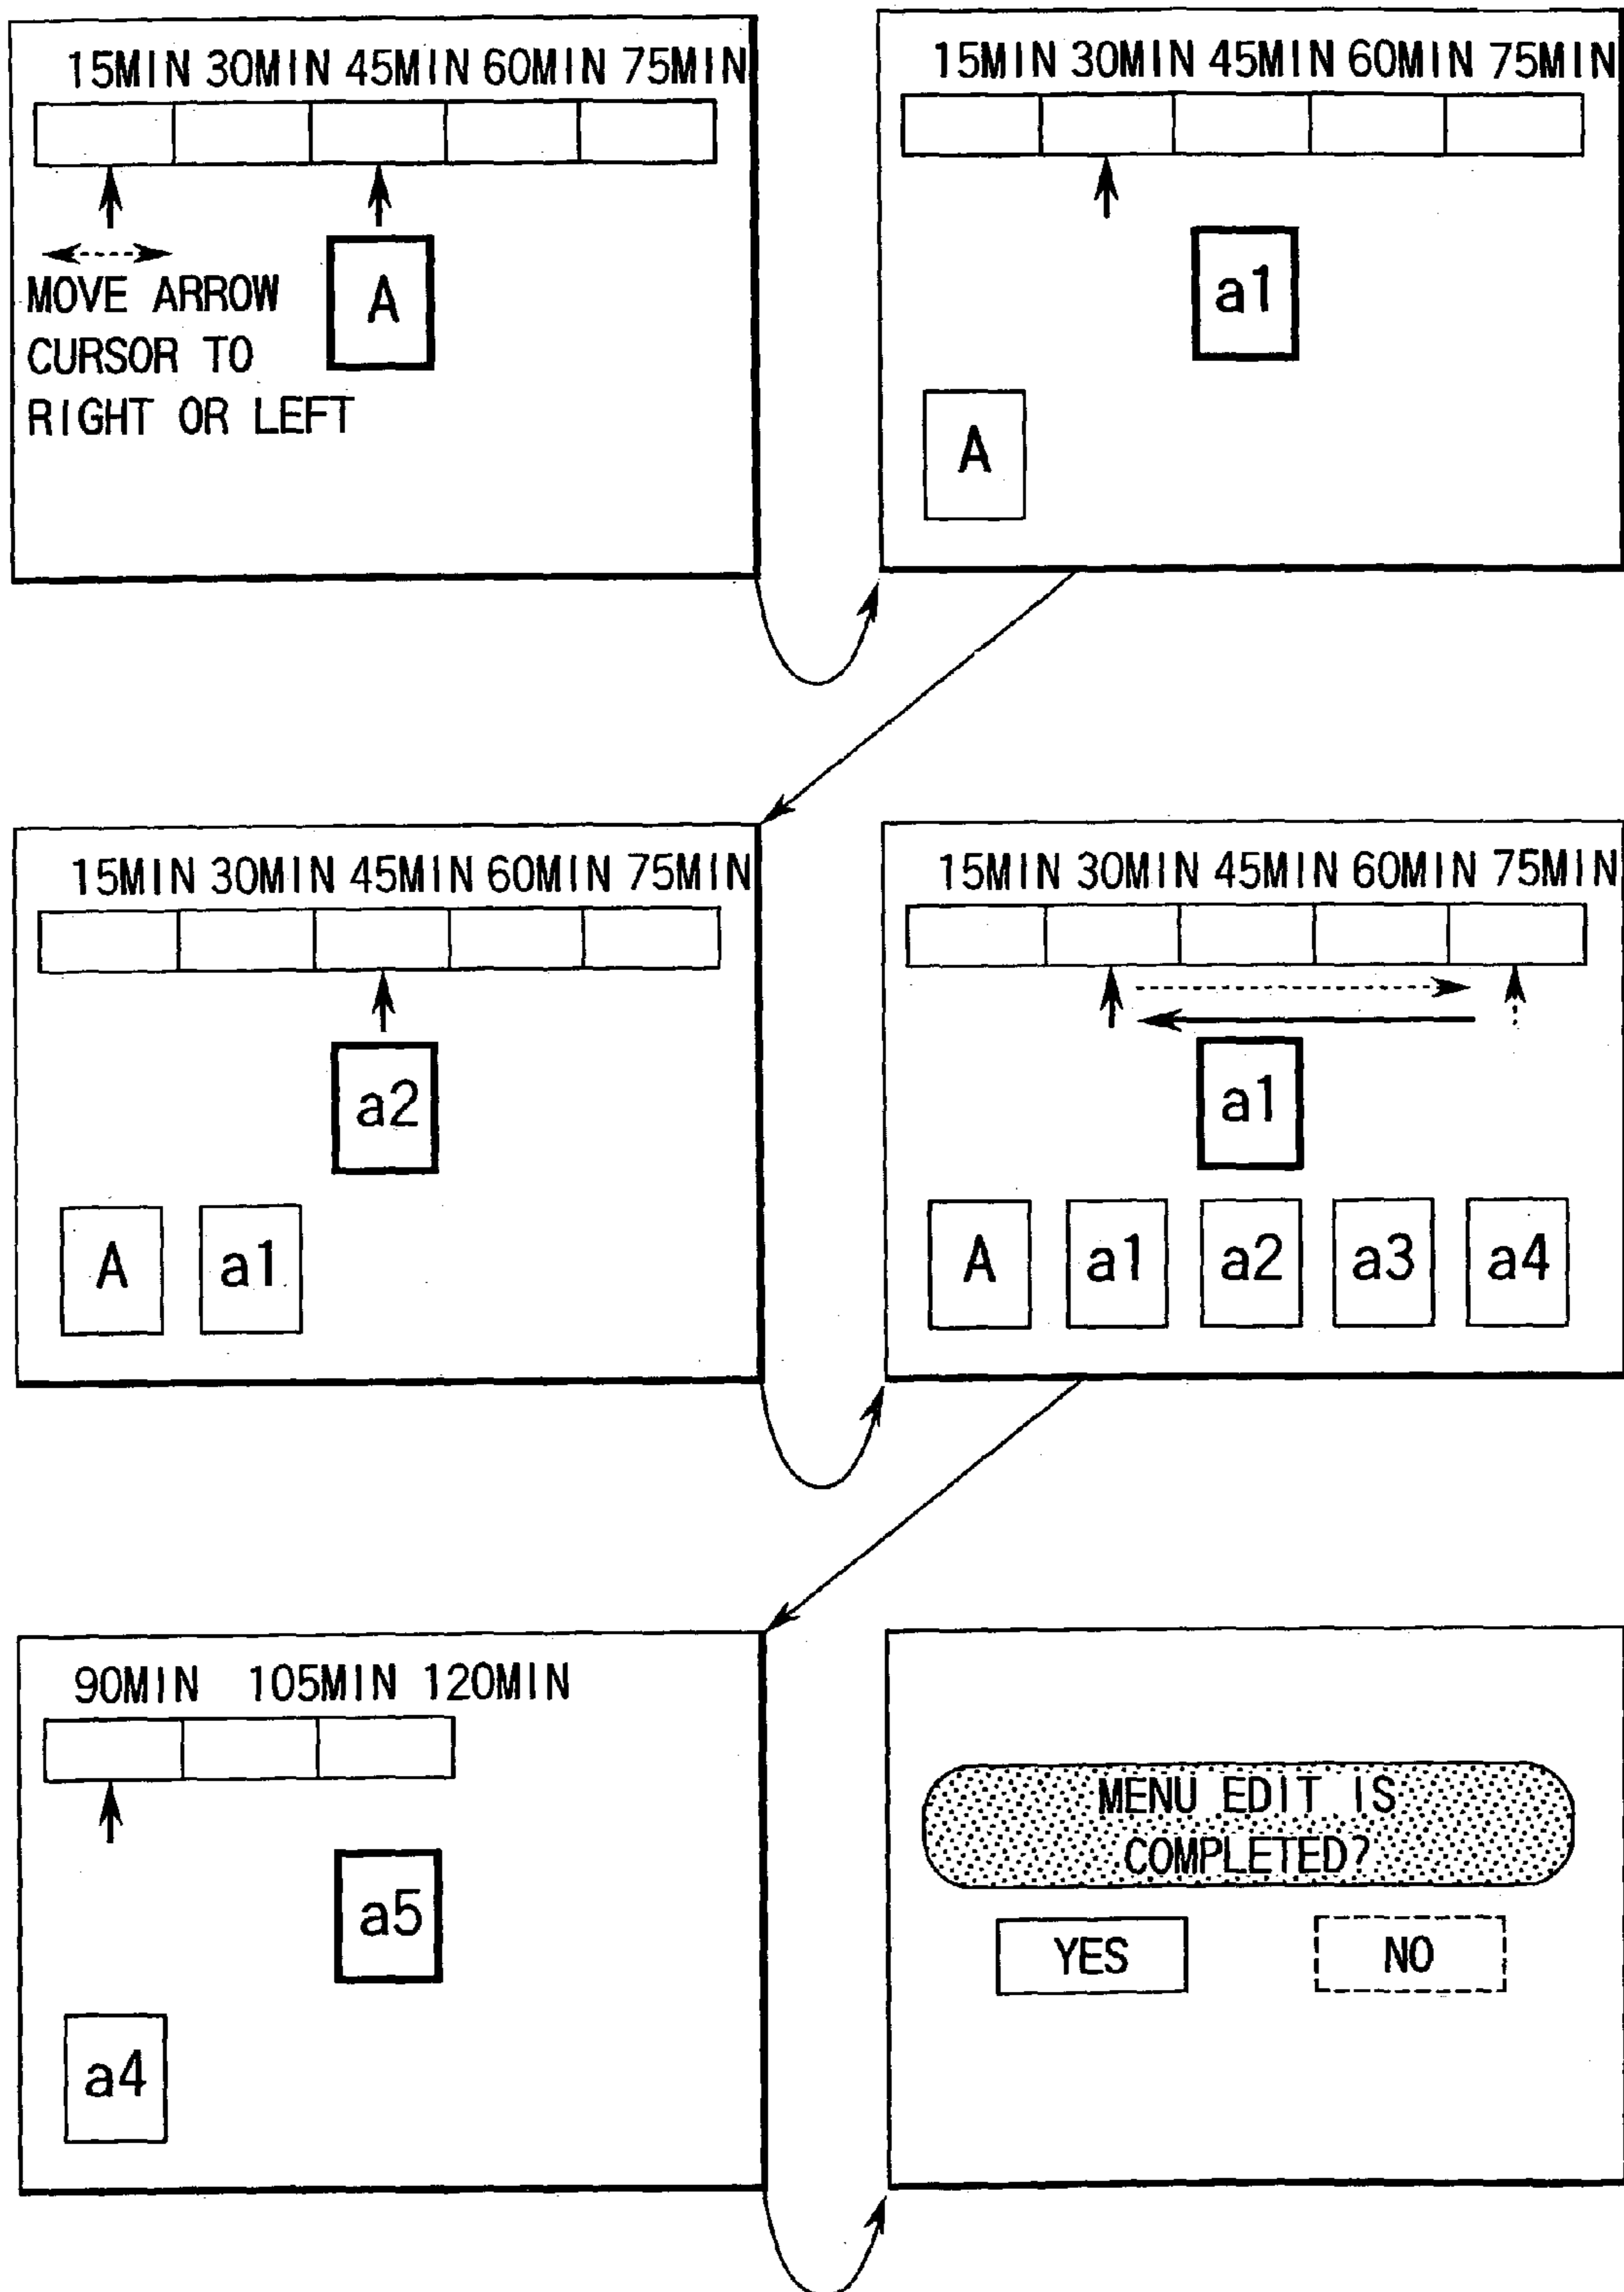 15MIN 30MIN 45MIN 60MIN 75MIN
MOVE ARROW
CURSOR TO
RIGHT OR LEFT
A
15MIN 30MIN 45MIN 60MIN 75MIN
a1
A
15MIN 30MIN 45MIN 60MIN 75MIN
a2
A a1
15MIN 30MIN 45MIN 60MIN 75MIN
a1
A a1 a2 a3 a4
90MIN 105MIN 120MIN
a5
a4
MENU EDIT IS
COMPLETED?
YES NO